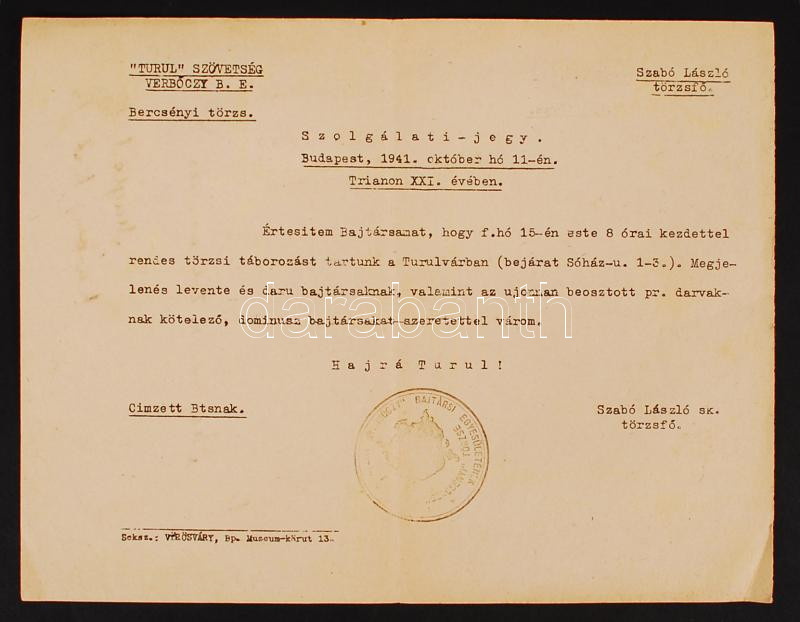 "TURUL" SZÖVETSÉG
VERBŐCZY B. E.
Bercsényi törzs.
Szabó László
törzsfő.
Szolgálati-jegy.
Budapest, 1941. október hó 11-én.
Trianon XXI. évében.
Értesitem Bajtársamat, hogy f.hó 15-én este 8 órai kezdettel
rendes törzsi táborozást tartunk a Turulvárban (bejárat Sóház-u. 1-3.). Megje-
lenés levente és daru bajtársaknak, valamint az ujonnan beosztott pr. darvak-
nak kötelező, dominusz bajtársakat szeretettel várom.
darabanth
Hajrá Turul!
Cimzett Btsnak.
BAJTÁRSI EGYESÜLETÉNEK
Szabó László sk.
törzsfő.
Soksz.: VÖRÖSVÁRY, Bp. Muzeum-körut 13.